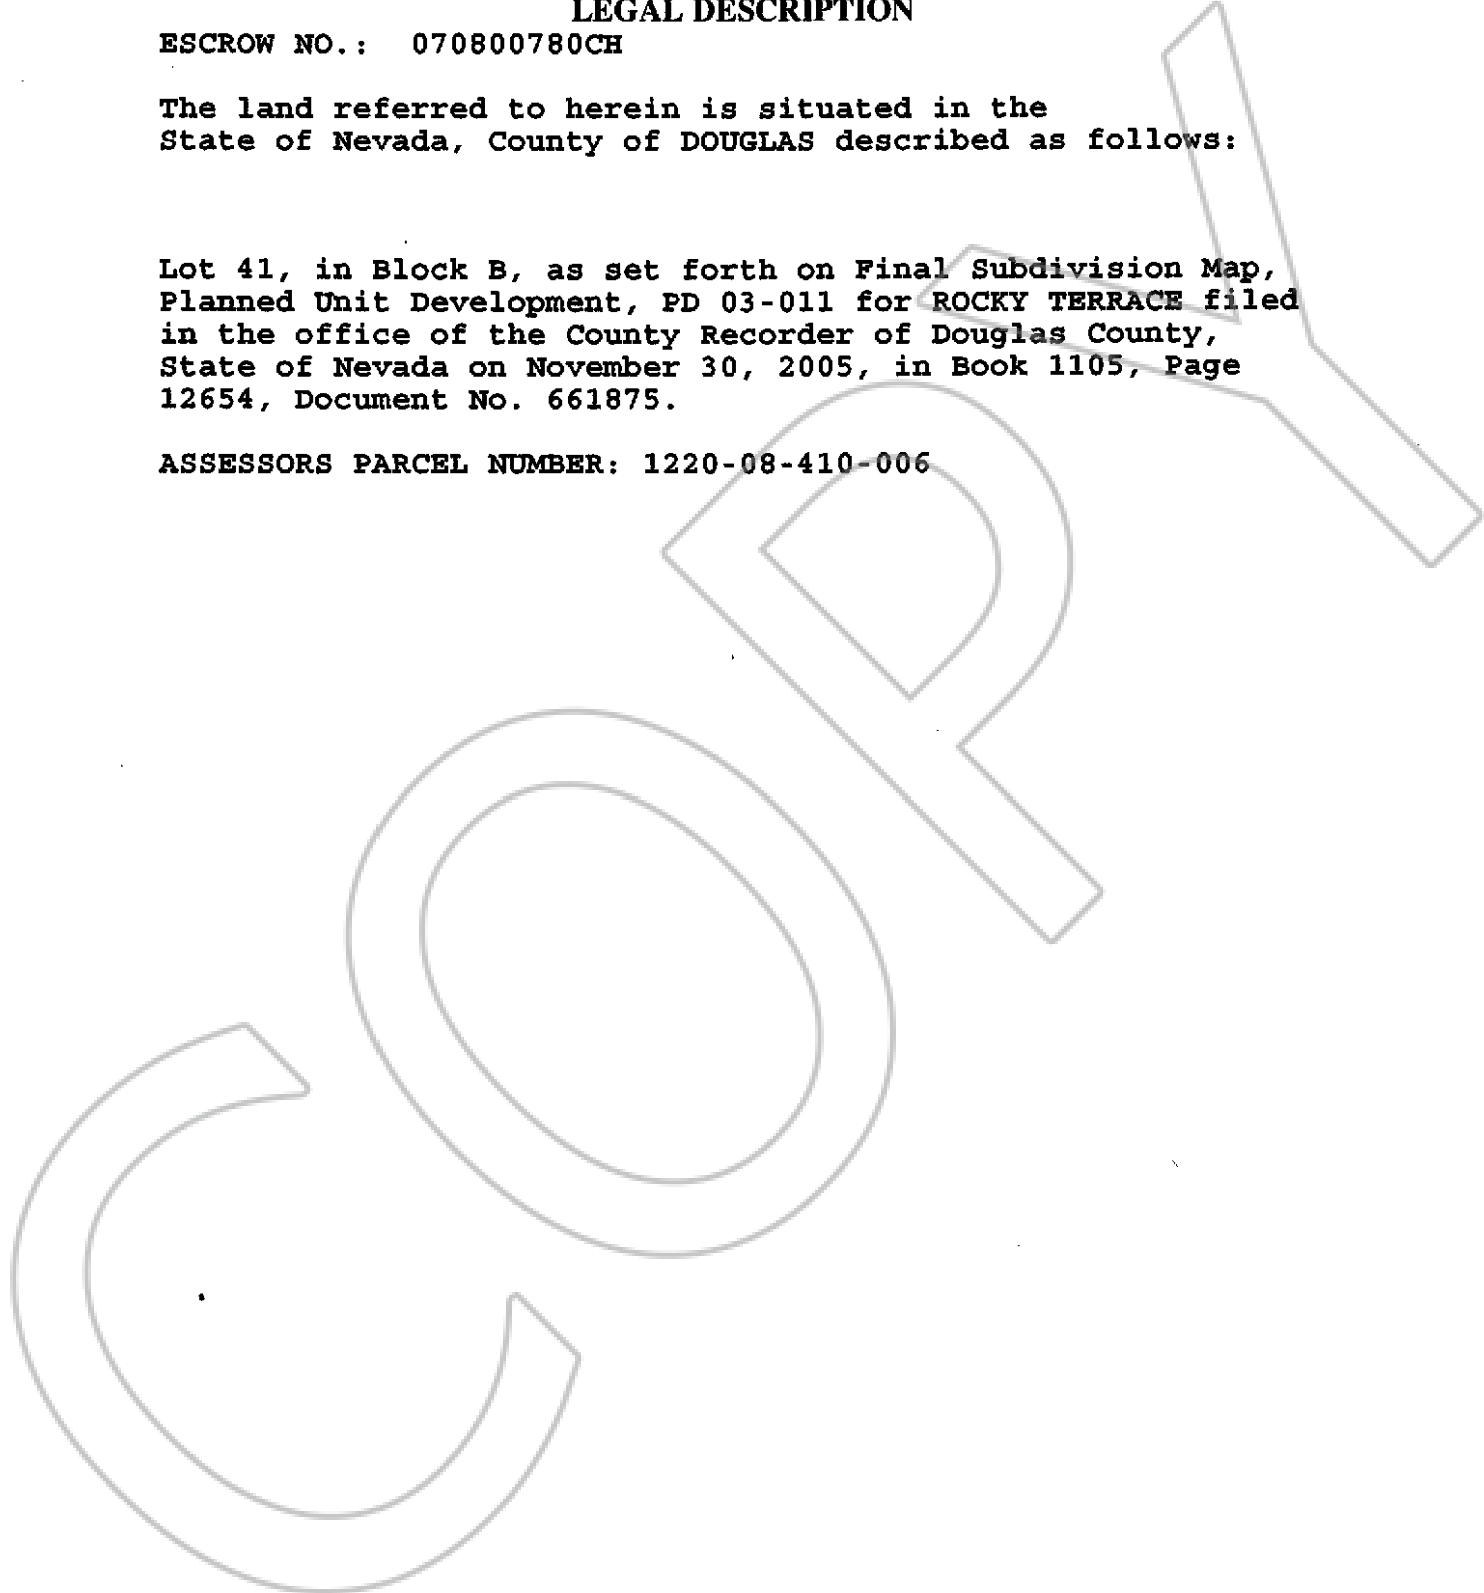 LEGAL DESCRIPTION
ESCROW NO.: 070800780CH
The land referred to herein is situated in the
State of Nevada, County of DOUGLAS described as follows:
Lot 41, in Block B, as set forth on Final Subdivision Map,
Planned Unit Development, PD 03-011 for ROCKY TERRACE filed
in the office of the County Recorder of Douglas County,
State of Nevada on November 30, 2005, in Book 1105, Page
12654, Document No. 661875.
ASSESSORS PARCEL NUMBER: 1220-08-410-006
COPY